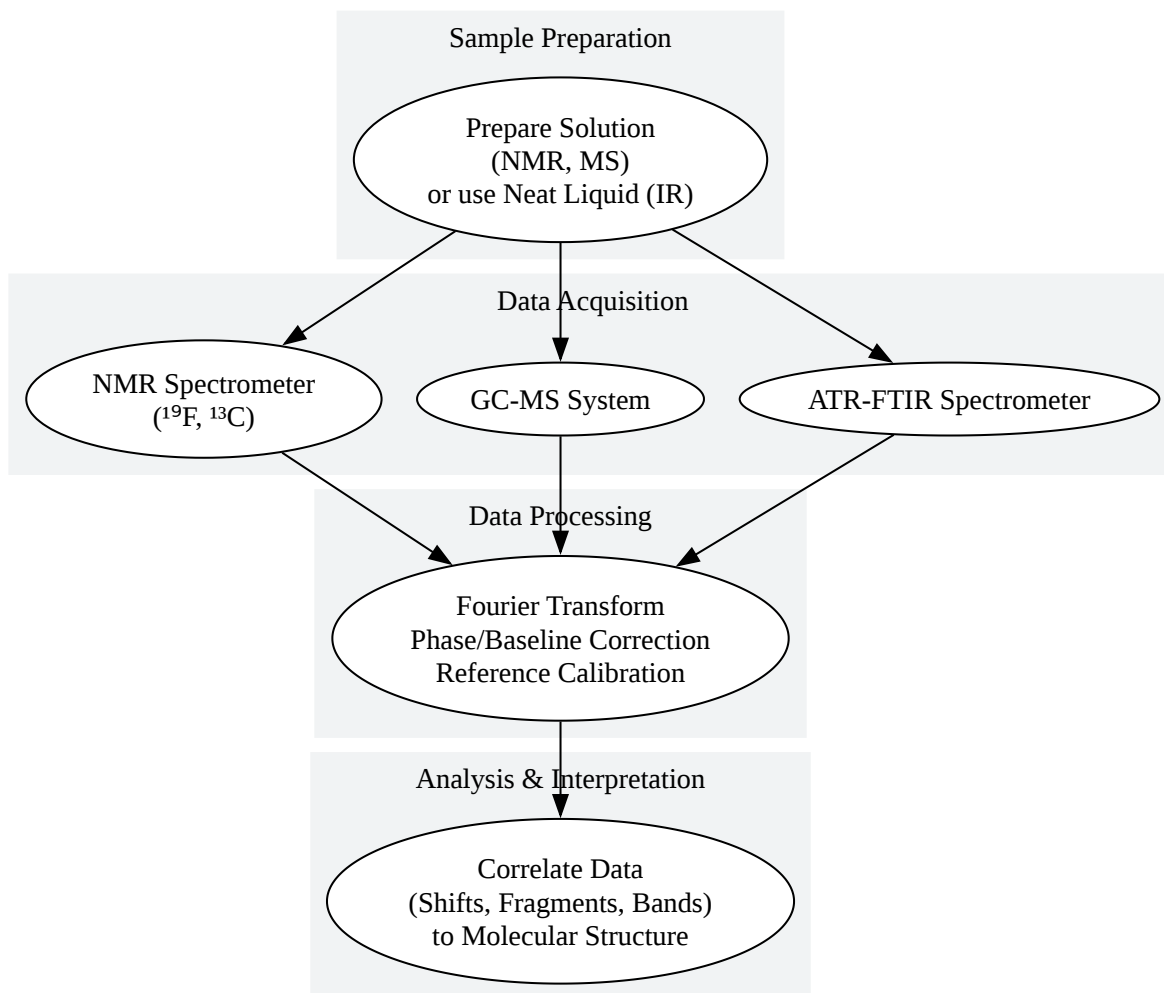 Sample Preparation
Prepare Solution
(NMR, MS)
or use Neat Liquid (IR)
Data Acquisition
NMR Spectrometer
(¹⁹F, ¹³C)
GC-MS System
ATR-FTIR Spectrometer
Data Processing
Fourier Transform
Phase/Baseline Correction
Reference Calibration
Analysis & Interpretation
Correlate Data
(Shifts, Fragments, Bands)
to Molecular Structure